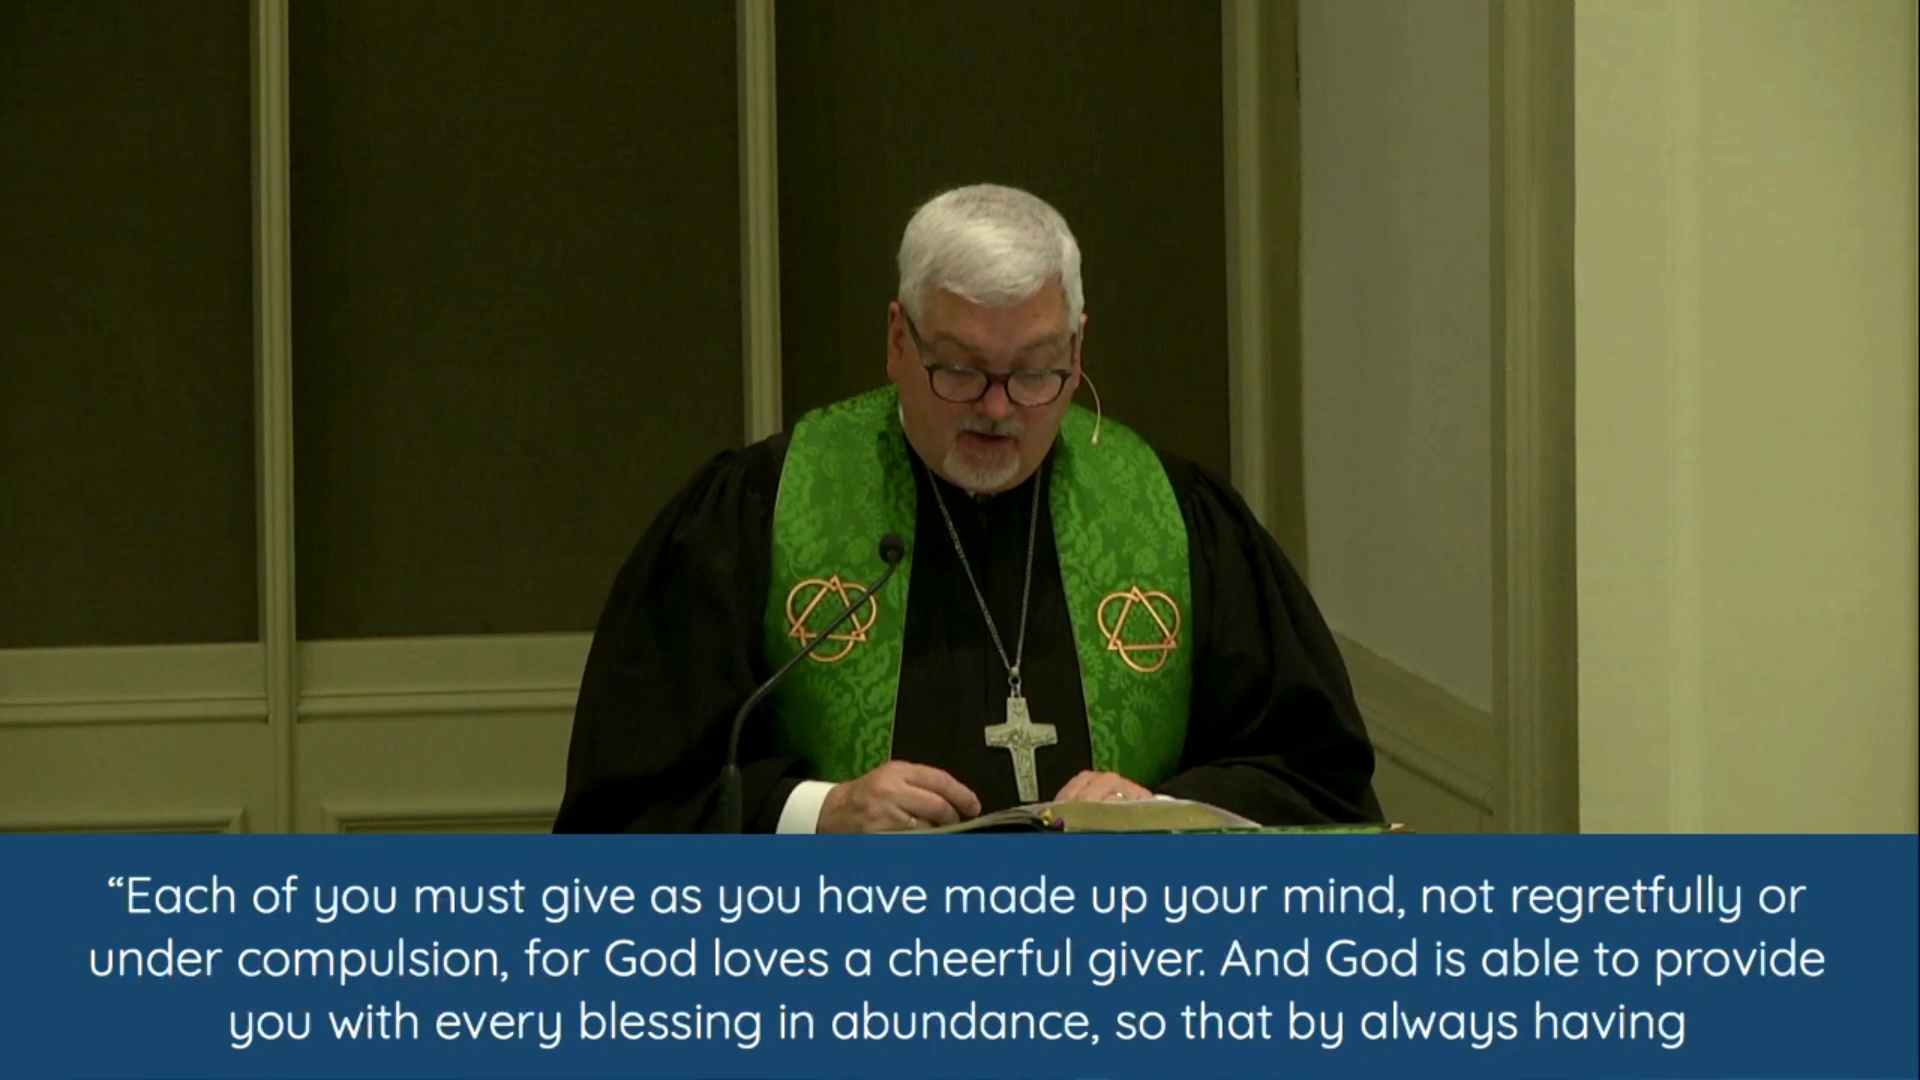 “Each of you must give as you have made up your mind, not regretfully or
under compulsion, for God loves a cheerful giver. And God is able to provide
you with every blessing in abundance, so that by always having